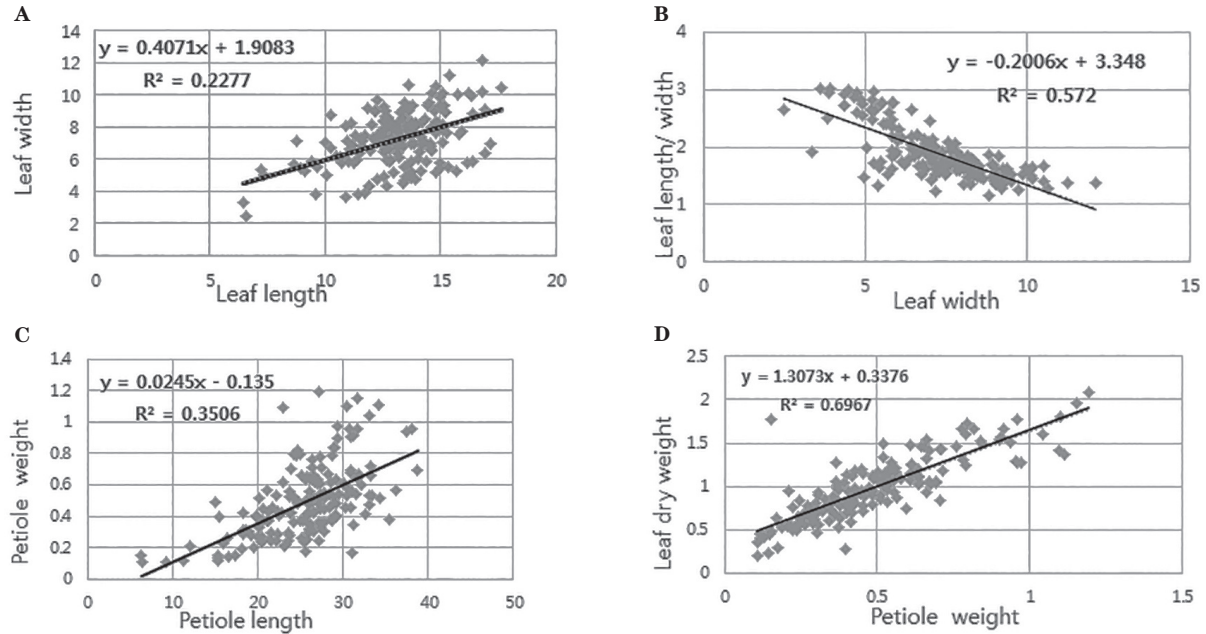 A
y = 0.4071x + 1.9083
R² = 0.2277
Leaf width
14
12
10
8
6
4
2
0
0 5 10 15 20
Leaf length
B
y = -0.2006x + 3.348
R² = 0.572
Leaf length/ width
4
3
2
1
0
0 5 10 15
Leaf width
C
y = 0.0245x - 0.135
R² = 0.3506
Petiole weight
1.4
1.2
1
0.8
0.6
0.4
0.2
0
0 10 20 30 40 50
Petiole length
D
y = 1.3073x + 0.3376
R² = 0.6967
Leaf dry weight
2.5
2
1.5
1
0.5
0
0 0.5 1 1.5
Petiole weight